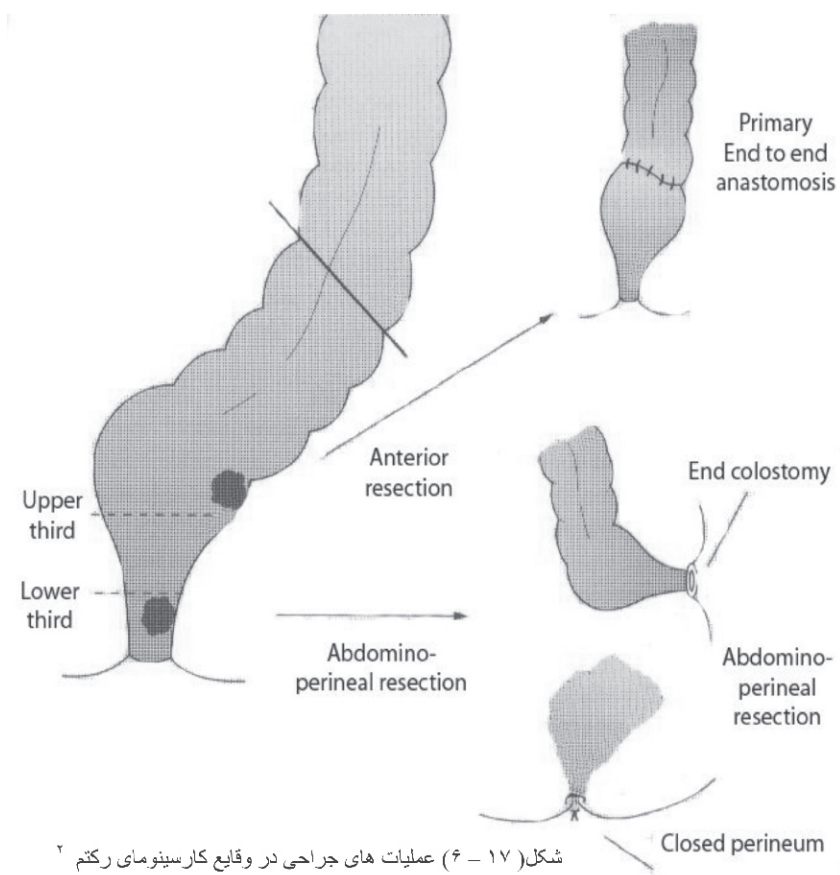 Primary
End to end
anastomosis
Anterior
resection
End colostomy
Upper
third
Lower
third
Abdomino-
perineal resection
Abdomino-
perineal
resection
Closed perineum
شکل( ۱۷ – ۶) عملیات های جراحی در وقایع کارسینومای رکتم ۲